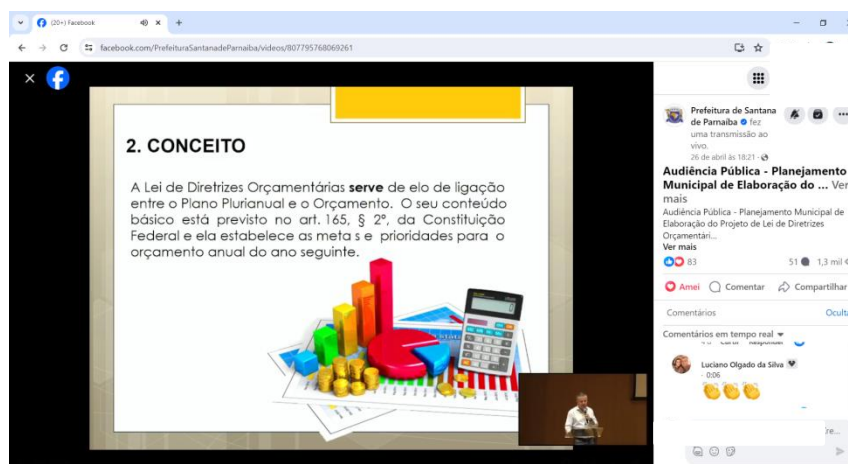 (20+) Facebook
facebook.com/PrefeituraSantanadeParnaiba/videos/807795768069261
2. CONCEITO
A Lei de Diretrizes Orçamentárias serve de elo de ligação
entre o Plano Plurianual e o Orçamento. O seu conteúdo
básico está previsto no art. 165, § 2º, da Constituição
Federal e ela estabelece as meta s e prioridades para o
orçamento anual do ano seguinte.
Prefeitura de Santana
de Parnaíba fez
uma transmissão ao
vivo.
26 de abril às 18:21 ·
Audiência Pública - Planejamento
Municipal de Elaboração do ... Ver
mais
Audiência Pública - Planejamento Municipal de
Elaboração do Projeto de Lei de Diretrizes
Orçamentári...
Ver mais
83 51 1,3 mil
Amei Comentar Compartilhar
Comentários Oculta
Comentários em tempo real
Luciano Olgado da Silva
· 0:06